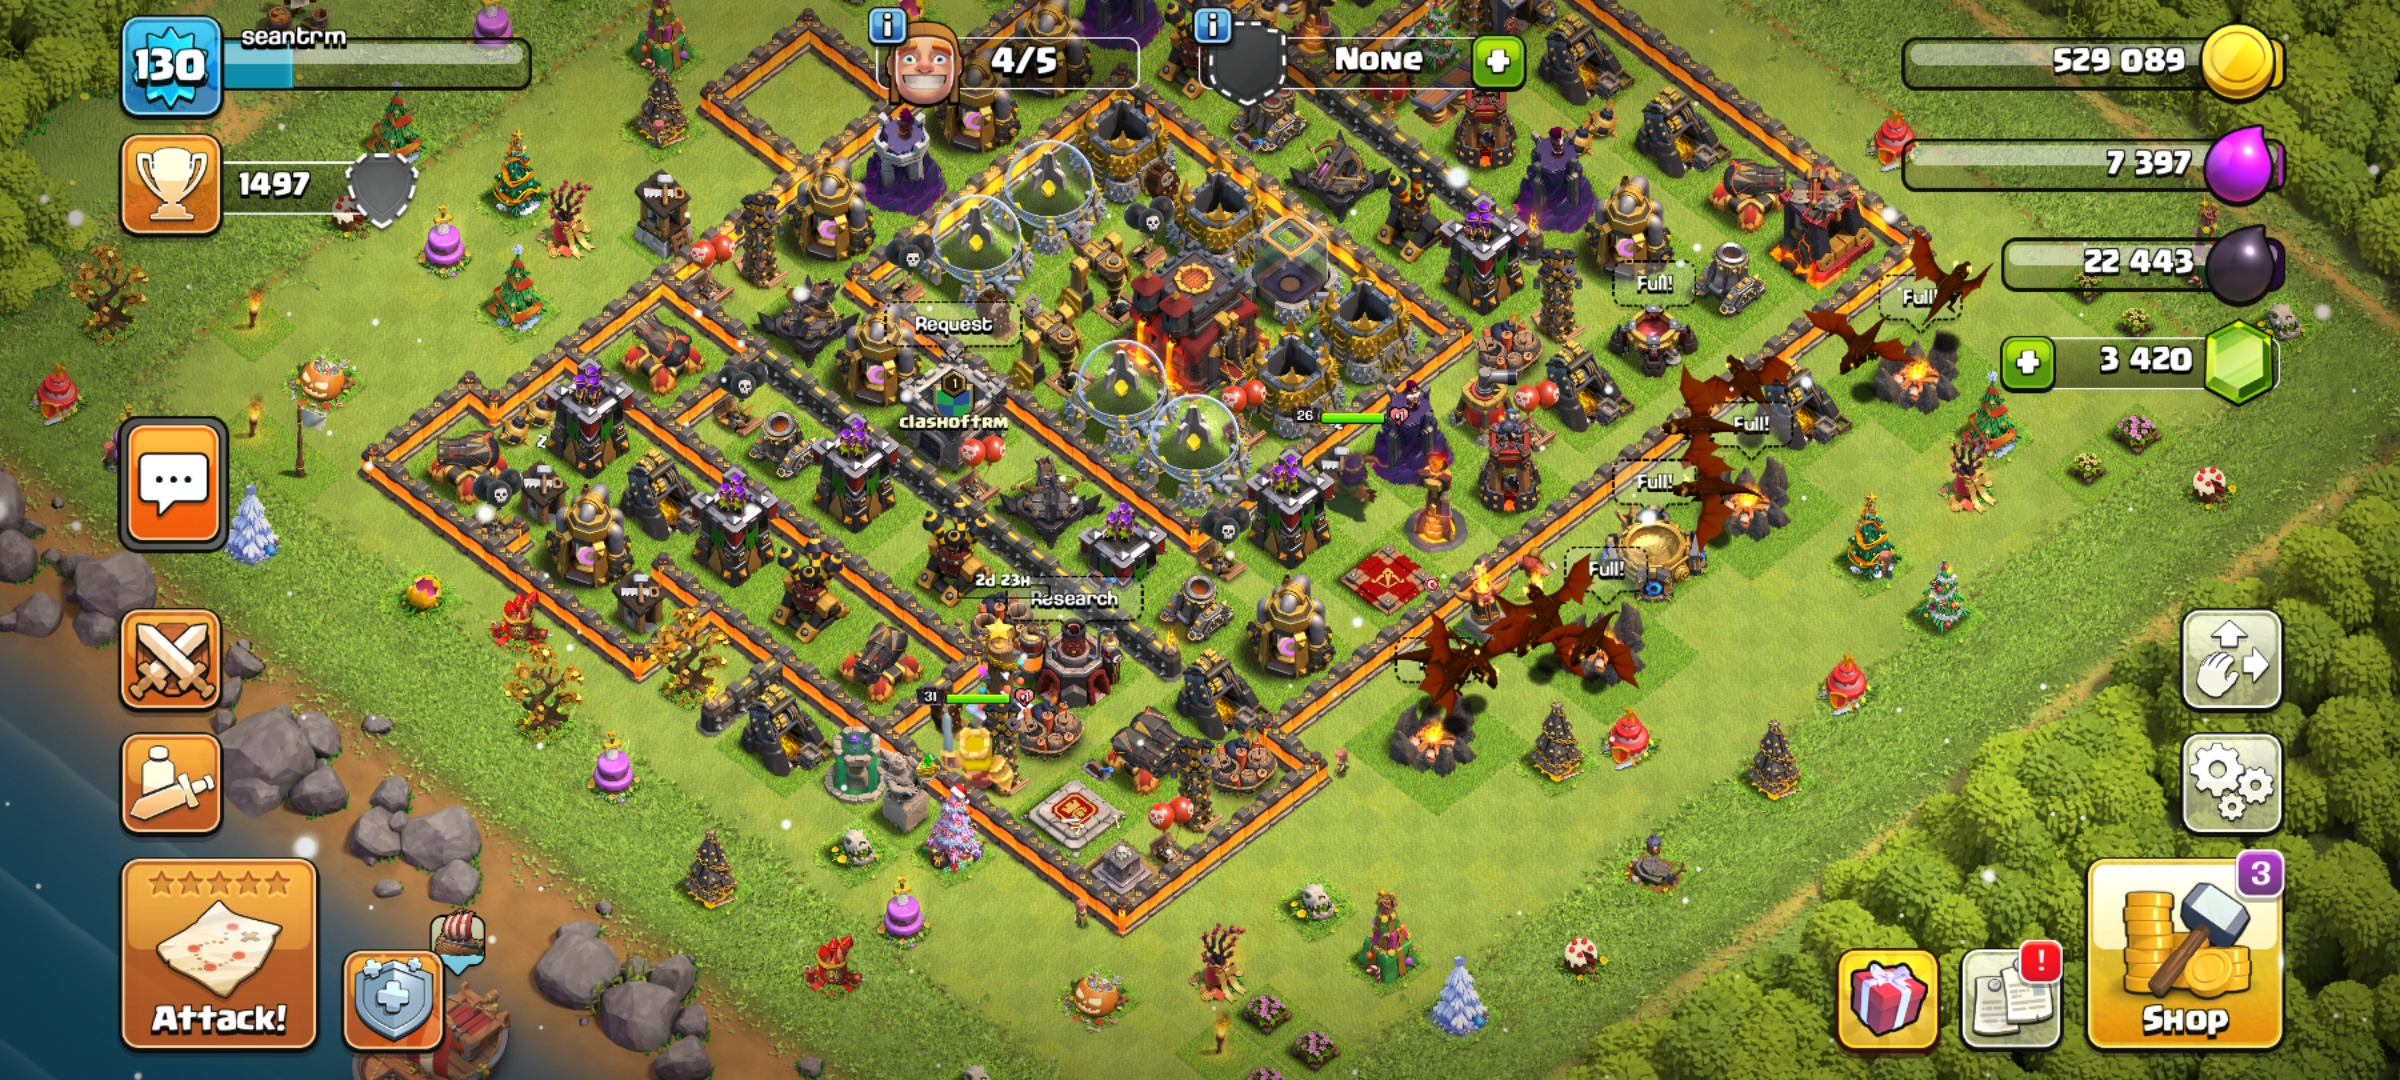 130
seantrm
4/5
None
529 089
1497
7 397
22 443
3 420
Full!
Full!
Request
1
clashoftrm
26
Full!
Full!
Full!
2d 23H
Research
31
3
Attack!
!
Shop